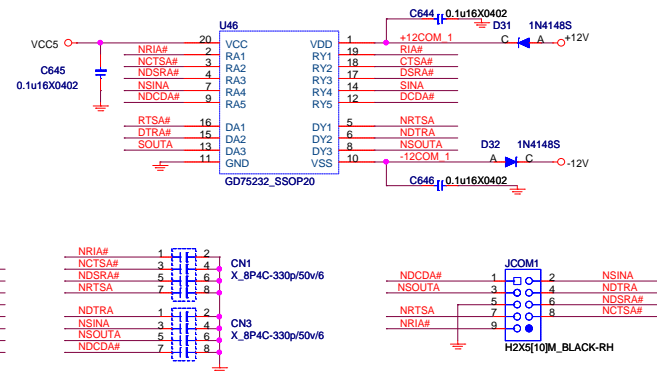 C644 0.1u16X0402
U46 D31 1N4148S
VCC5 20 VCC VDD 1 +12COM_1 C A +12V
NRIA# 2 RA1 RY1 19 RIA#
NCTSA# 3 RA2 RY2 18 CTSA#
C645 NDSRA# 4 RA3 RY3 17 DSRA#
0.1u16X0402 NSINA 7 RA4 RY4 14 SINA
NDCDA# 9 RA5 RY5 12 DCDA#
RTSA# 16 DA1 DY1 5 NRTSA
DTRA# 15 DA2 DY2 6 NDTRA
SOUTA 13 DA3 DY3 8 NSOUTA D32 1N4148S
11 GND VSS 10 -12COM_1 A C -12V
GD75232_SSOP20 C646 0.1u16X0402
NRIA# 1 2
NCTSA# 3 4 CN1
NDSRA# 5 6 X_8P4C-330p/50v/6
NRTSA 7 8
NDTRA 1 2
NSINA 3 4 CN3
NSOUTA 5 6 X_8P4C-330p/50v/6
NDCDA# 7 8
JCOM1
NDCDA# 1 2 NSINA
NSOUTA 3 4 NDTRA
5 6 NDSRA#
NRTSA 7 8 NCTSA#
NRIA# 9
H2X5[10]M_BLACK-RH